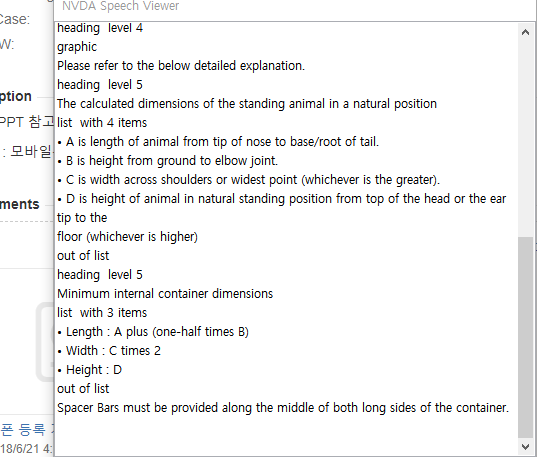 NVDA Speech Viewer
Case:
W:
ption
PPT 참고
: 모바일
ments
폰 등록
18/6/21 4:
heading level 4
graphic
Please refer to the below detailed explanation.
heading level 5
The calculated dimensions of the standing animal in a natural position
list with 4 items
• A is length of animal from tip of nose to base/root of tail.
• B is height from ground to elbow joint.
• C is width across shoulders or widest point (whichever is the greater).
• D is height of animal in natural standing position from top of the head or the ear
tip to the
floor (whichever is higher)
out of list
heading level 5
Minimum internal container dimensions
list with 3 items
• Length : A plus (one-half times B)
• Width : C times 2
• Height : D
out of list
Spacer Bars must be provided along the middle of both long sides of the container.